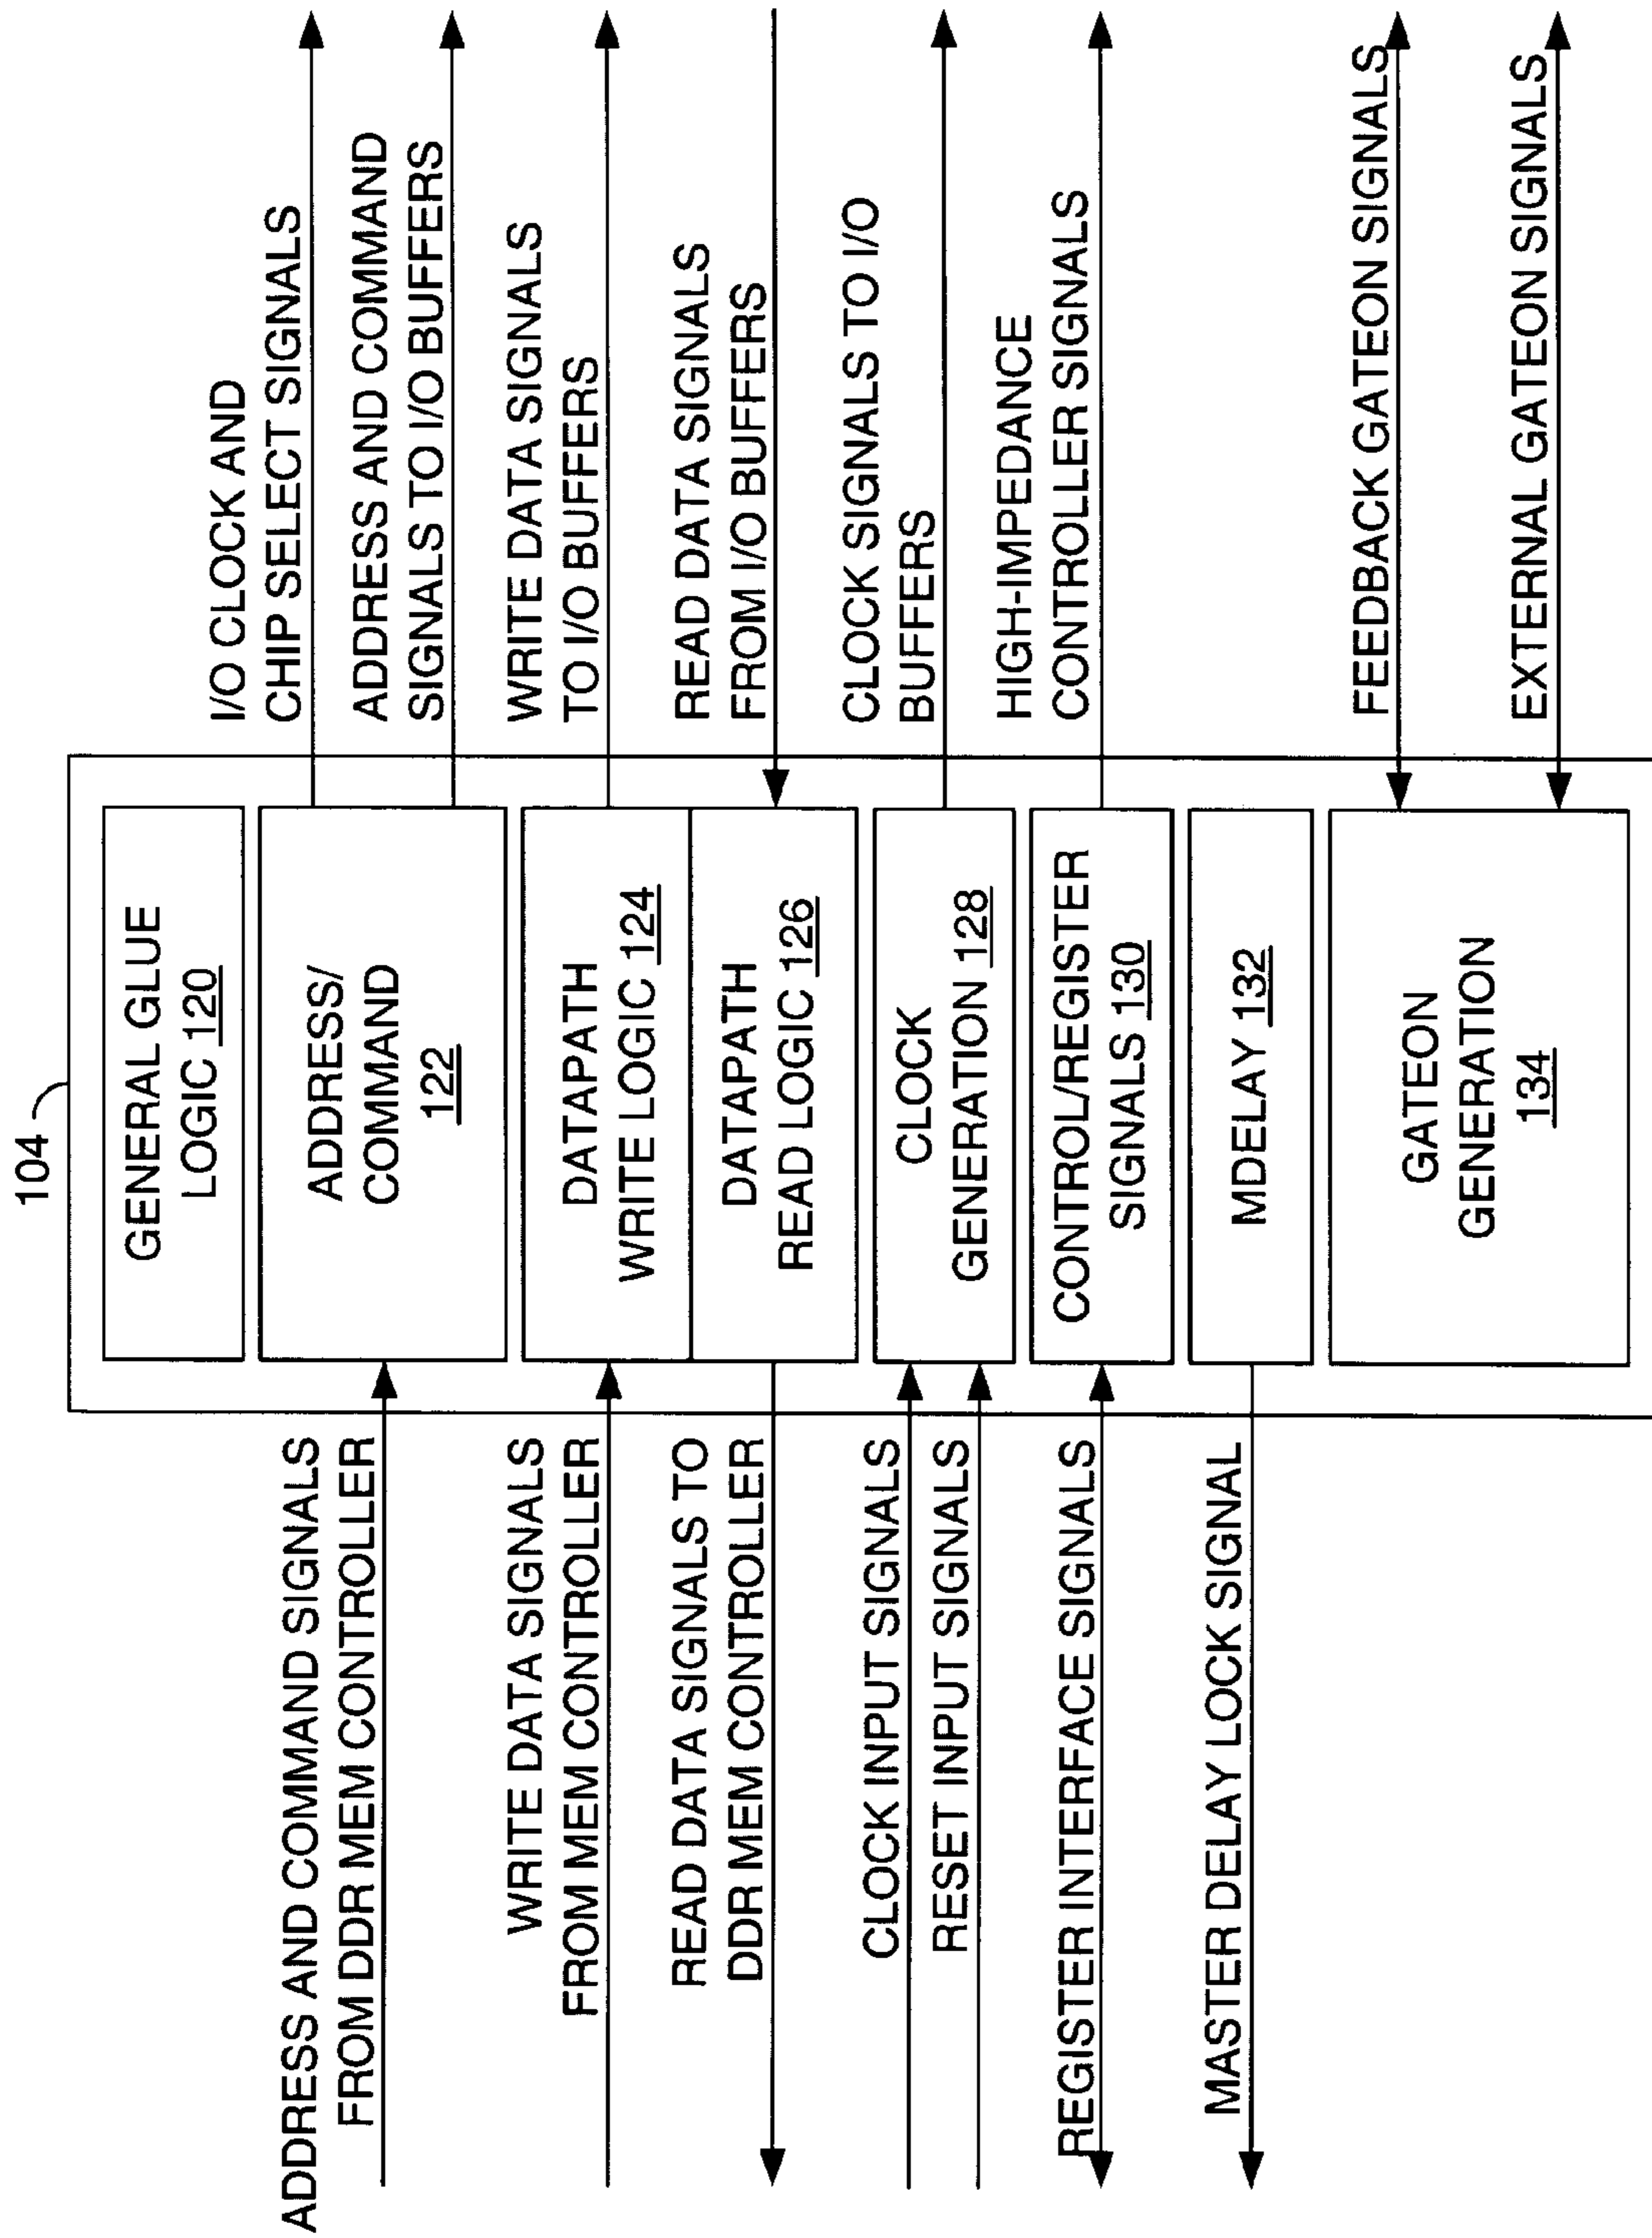 104
GENERAL GLUE
LOGIC 120
ADDRESS/
COMMAND
122
DATAPATH
WRITE LOGIC 124
DATAPATH
READ LOGIC 126
CLOCK
GENERATION 128
CONTROL/REGISTER
SIGNALS 130
MDELAY 132
GATEON
GENERATION
134
ADDRESS AND COMMAND SIGNALS
FROM DDR MEM CONTROLLER
WRITE DATA SIGNALS
FROM MEM CONTROLLER
READ DATA SIGNALS TO
DDR MEM CONTROLLER
CLOCK INPUT SIGNALS
RESET INPUT SIGNALS
REGISTER INTERFACE SIGNALS
MASTER DELAY LOCK SIGNAL
I/O CLOCK AND
CHIP SELECT SIGNALS
ADDRESS AND COMMAND
SIGNALS TO I/O BUFFERS
WRITE DATA SIGNALS
TO I/O BUFFERS
READ DATA SIGNALS
FROM I/O BUFFERS
CLOCK SIGNALS TO I/O
BUFFERS
HIGH-IMPEDANCE
CONTROLLER SIGNALS
FEEDBACK GATEON SIGNALS
EXTERNAL GATEON SIGNALS